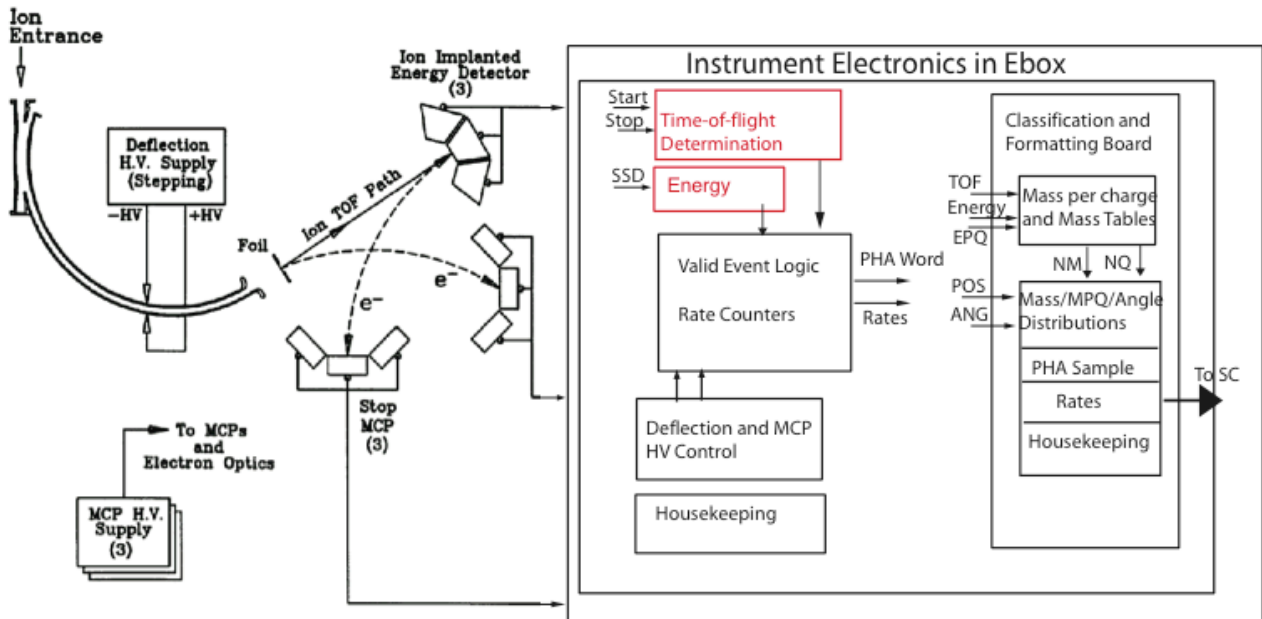 Ion
Entrance
Deflection
H.V. Supply
(Stepping)
−HV
+HV
Foil
Ion TOF Path
e⁻
e⁻
Ion Implanted
Energy Detector
(3)
Stop
MCP
(3)
To MCPs
and
Electron Optics
MCP H.V.
Supply
(3)
Instrument Electronics in Ebox
Start
Stop
Time-of-flight
Determination
SSD
Energy
Valid Event Logic
Rate Counters
PHA Word
Rates
Deflection and MCP
HV Control
Housekeeping
Classification and
Formatting Board
TOF
Energy
EPQ
Mass per charge
and Mass Tables
NM
NQ
POS
ANG
Mass/MPQ/Angle
Distributions
PHA Sample
Rates
Housekeeping
To SC